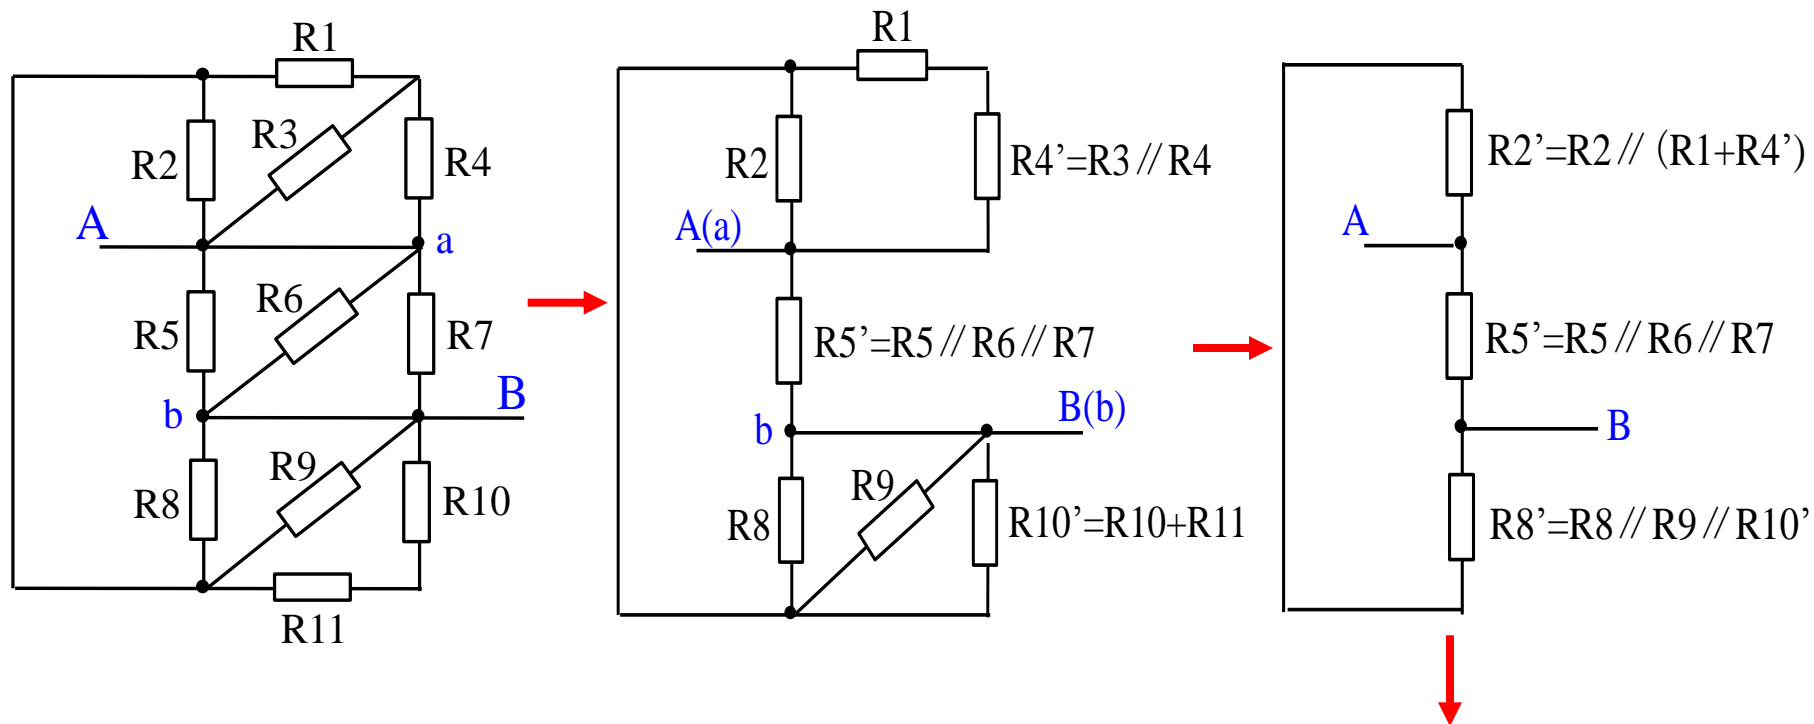 R1
R3
R2
R4
A
a
R6
R5
R7
b
B
R9
R8
R10
R11
R1
R2
R4’=R3∥R4
A(a)
R5’=R5∥R6∥R7
b
B(b)
R9
R8
R10’=R10+R11
R2’=R2∥(R1+R4’)
A
R5’=R5∥R6∥R7
B
R8’=R8∥R9∥R10’